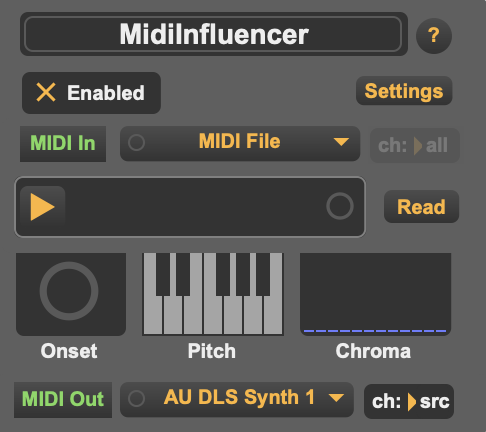 MidiInfluencer
?
Enabled
Settings
MIDI In
MIDI File
ch: all
Read
Onset
Pitch
Chroma
MIDI Out
AU DLS Synth 1
ch: src